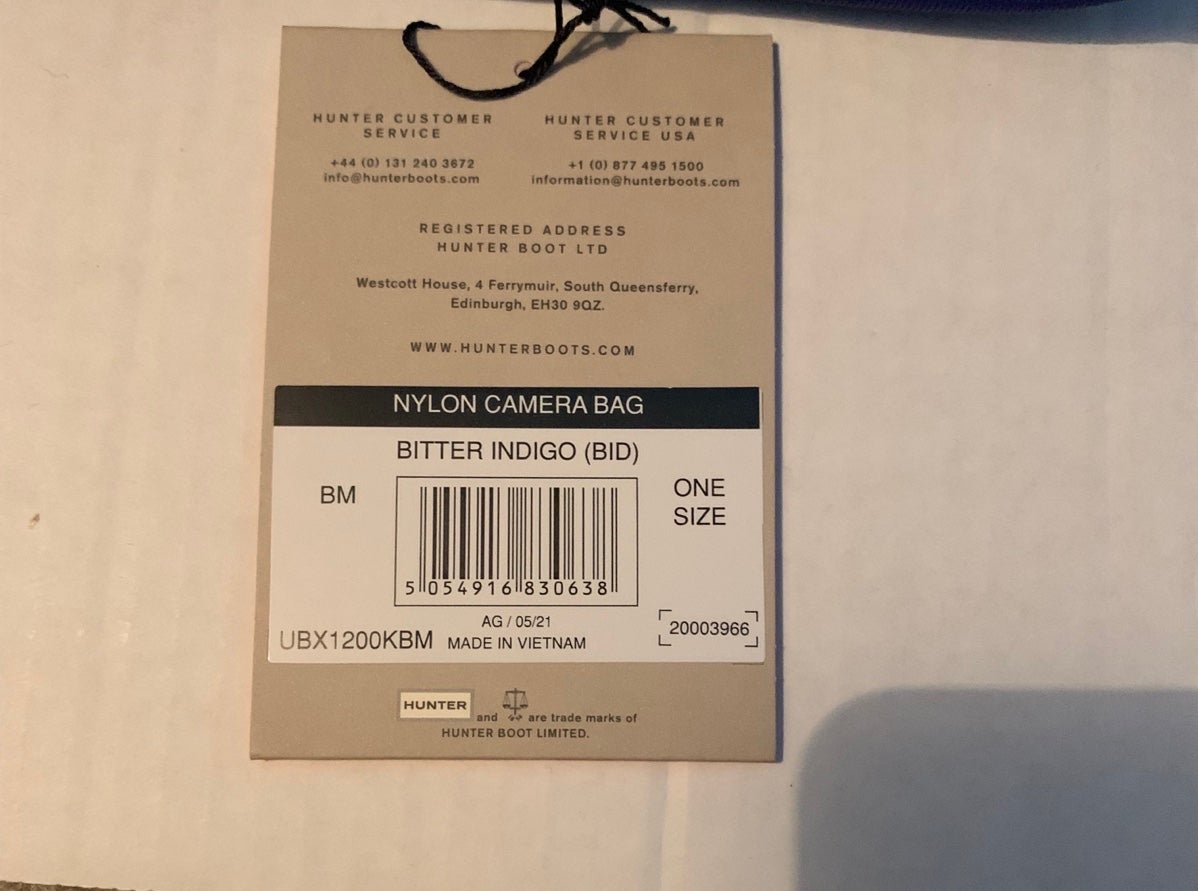 HUNTER CUSTOMER
SERVICE
+44 (0) 131 240 3672
info@hunterboots.com
HUNTER CUSTOMER
SERVICE USA
+1 (0) 877 495 1500
information@hunterboots.com
REGISTERED ADDRESS
HUNTER BOOT LTD
Westcott House, 4 Ferrymuir, South Queensferry,
Edinburgh, EH30 9QZ.
WWW.HUNTERBOOTS.COM
NYLON CAMERA BAG
BITTER INDIGO (BID)
BM
ONE
SIZE
5 054916 830638
AG / 05/21
UBX1200KBM MADE IN VIETNAM
20003966
HUNTER and are trade marks of
HUNTER BOOT LIMITED.